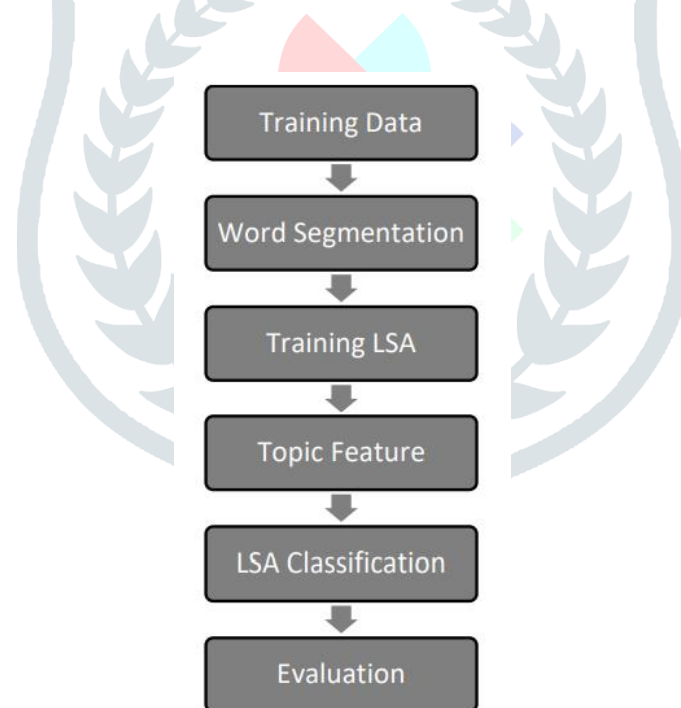 Training Data
Word Segmentation
Training LSA
Topic Feature
LSA Classification
Evaluation